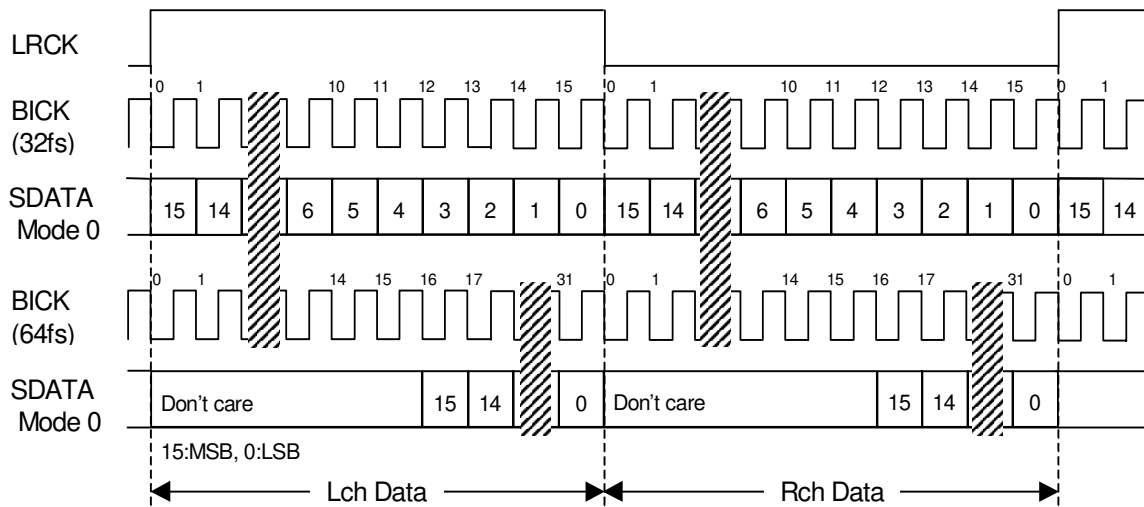 LRCK
0 1 10 11 12 13 14 15 0 1 10 11 12 13 14 15 0 1
BICK
(32fs)
SDATA
Mode 0
15 14 6 5 4 3 2 1 0 15 14 6 5 4 3 2 1 0 15 14
0 1 14 15 16 17 31 0 1 14 15 16 17 31 0 1
BICK
(64fs)
SDATA
Mode 0
Don't care 15 14 0 Don't care 15 14 0
15:MSB, 0:LSB
Lch Data Rch Data